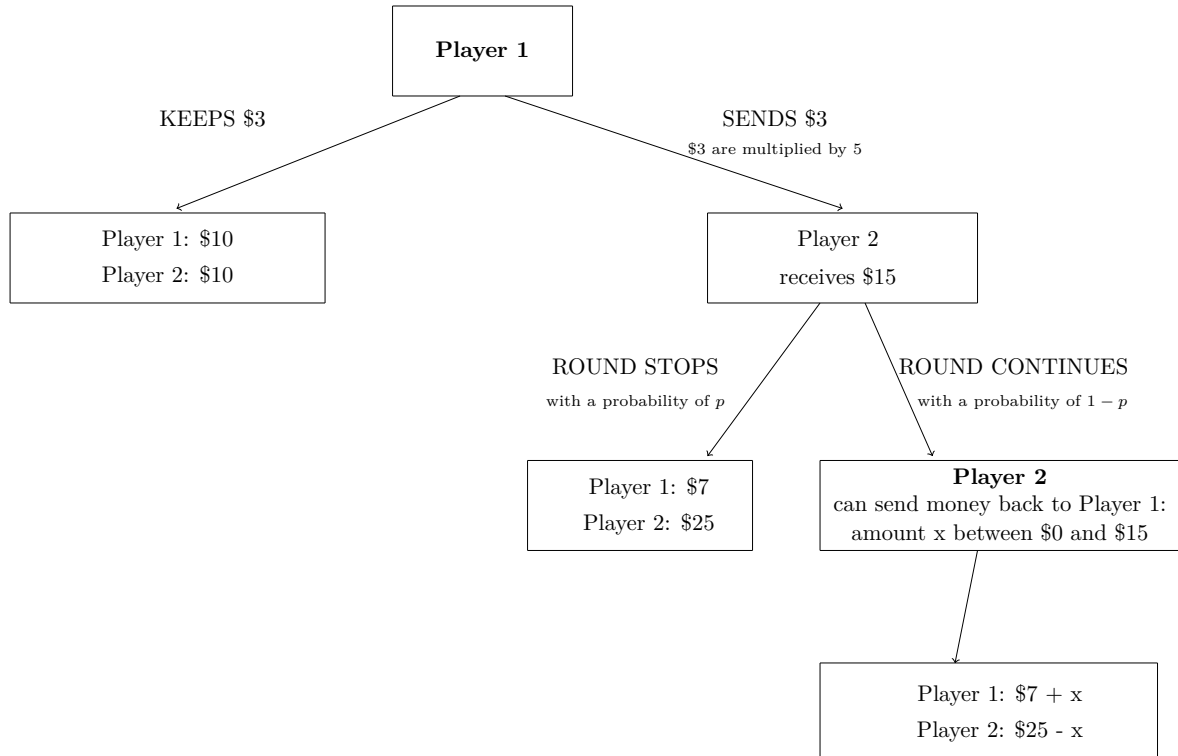 Player 1
KEEPS $3
SENDS $3
$3 are multiplied by 5
Player 1: $10
Player 2: $10
Player 2
receives $15
ROUND STOPS
with a probability of p
ROUND CONTINUES
with a probability of 1 − p
Player 1: $7
Player 2: $25
Player 2
can send money back to Player 1:
amount x between $0 and $15
Player 1: $7 + x
Player 2: $25 - x